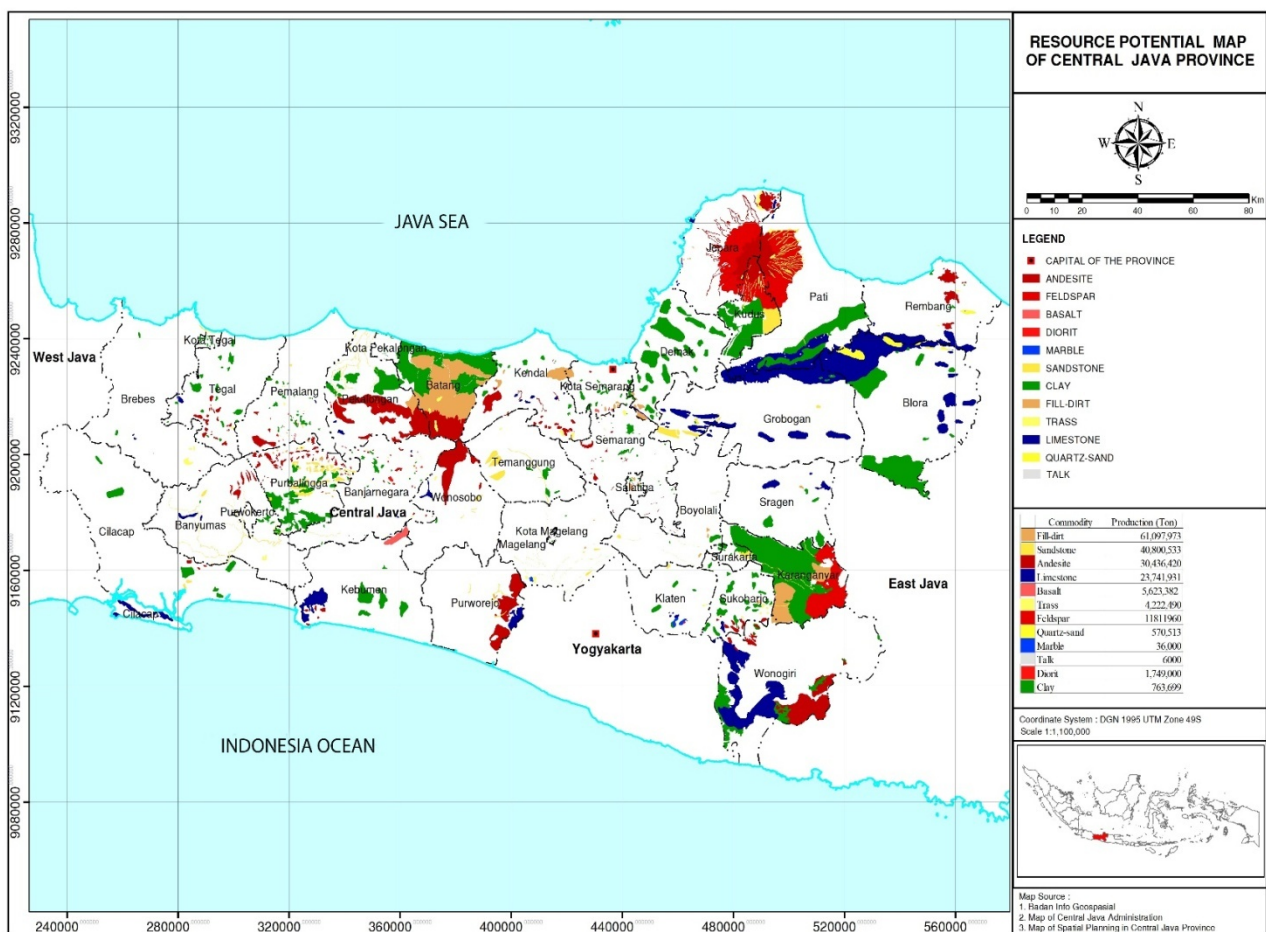 RESOURCE POTENTIAL MAP
OF CENTRAL JAVA PROVINCE
N
W E
S
0 10 20 40 60 80 Km
LEGEND
CAPITAL OF THE PROVINCE
ANDESITE
FELDSPAR
BASALT
DIORIT
MARBLE
SANDSTONE
CLAY
FILL-DIRT
TRASS
LIMESTONE
QUARTZ-SAND
TALK
Commodity Production (Ton)
Fill-dirt 61,097,973
Sandstone 40,800,533
Andesite 30,436,420
Limestone 23,741,931
Basalt 5,623,382
Trass 4,222,490
Feldspar 11811960
Quartz-sand 570,513
Marble 36,000
Talk 6000
Diorit 1,749,000
Clay 763,699
Coordinate System : DGN 1995 UTM Zone 49S
Scale 1:1,100,000
Map Source :
1. Badan Info Geospasial
2. Map of Central Java Administration
3. Map of Spatial Planning in Central Java Province
JAVA SEA
Jepara
Pati
Rembang
Kudus
Kota Tegal
Kota Pekalongan
Demak
West Java
Kendal
Kota Semarang
Tegal
Pemalang
Batang
Brebes
Pekalongan
Blora
Grobogan
Semarang
Temanggung
Purbalingga
Banjarnegara
Wonosobo
Salatiga
Sragen
Purwokerto
Central Java
Boyolali
Banyumas
Cilacap
Kota Magelang
Magelang
Surakarta
Karanganyar
East Java
Kebumen
Purworejo
Klaten
Sukoharjo
Cilacap
Yogyakarta
Wonogiri
INDONESIA OCEAN
9320000
9280000
9240000
9200000
9160000
9120000
9080000
240000 280000 320000 360000 400000 440000 480000 520000 560000